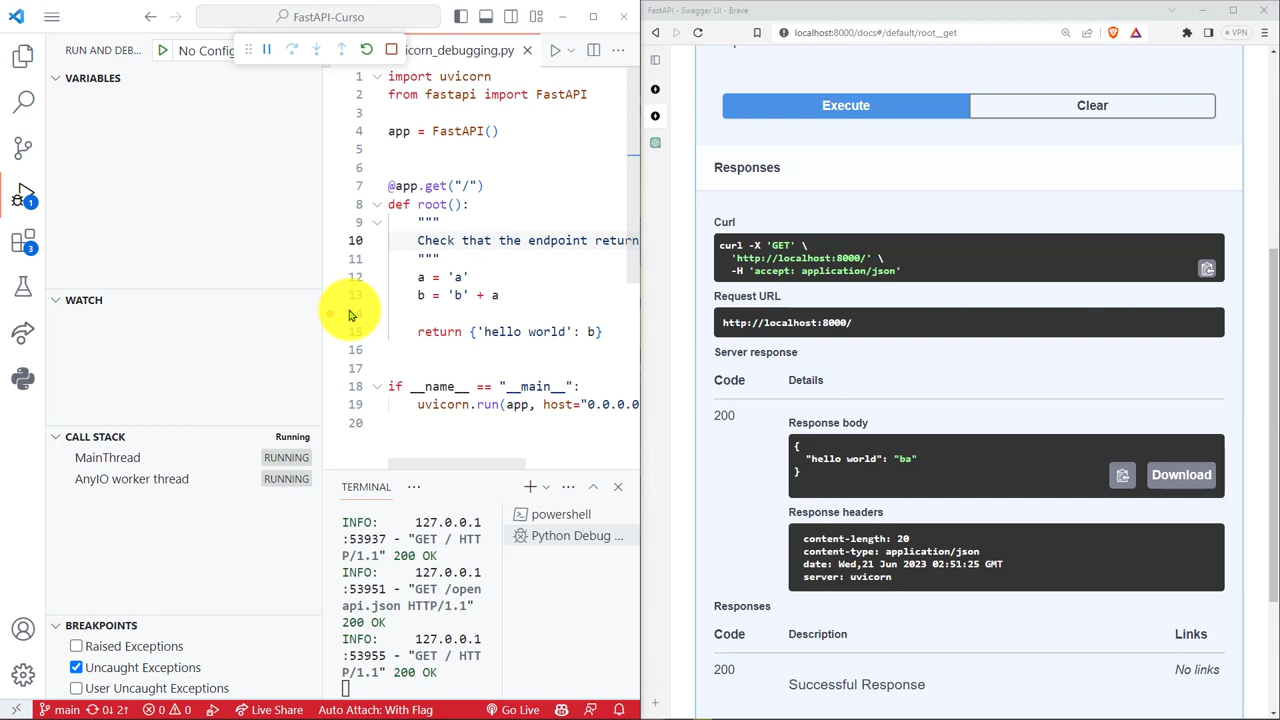 FastAPI-Curso
RUN AND DEB...
No Config
icorn_debugging.py
VARIABLES
WATCH
CALL STACK
Running
MainThread
RUNNING
AnyIO worker thread
RUNNING
BREAKPOINTS
Raised Exceptions
Uncaught Exceptions
User Uncaught Exceptions
1
3
1 import uvicorn
2 from fastapi import FastAPI
3
4 app = FastAPI()
5
6
7 @app.get("/")
8 def root():
9 """
10 Check that the endpoint return
11 """
12 a = 'a'
13 b = 'b' + a
14
15 return {'hello world': b}
16
17
18 if __name__ == "__main__":
19 uvicorn.run(app, host="0.0.0.0
20
TERMINAL
powershell
Python Debug ...
INFO: 127.0.0.1
:53937 - "GET / HTT
P/1.1" 200 OK
INFO: 127.0.0.1
:53951 - "GET /open
api.json HTTP/1.1"
200 OK
INFO: 127.0.0.1
:53955 - "GET / HTT
P/1.1" 200 OK
main
0↓ 2↑
0
0
Live Share
Auto Attach: With Flag
Go Live
FastAPI - Swagger UI - Brave
localhost:8000/docs#/default/root__get
VPN
Execute
Clear
Responses
Curl
curl -X 'GET' \
'http://localhost:8000/' \
-H 'accept: application/json'
Request URL
http://localhost:8000/
Server response
Code
Details
200
Response body
{
"hello world": "ba"
}
Download
Response headers
content-length: 20
content-type: application/json
date: Wed,21 Jun 2023 02:51:25 GMT
server: uvicorn
Responses
Code
Description
Links
200
No links
Successful Response